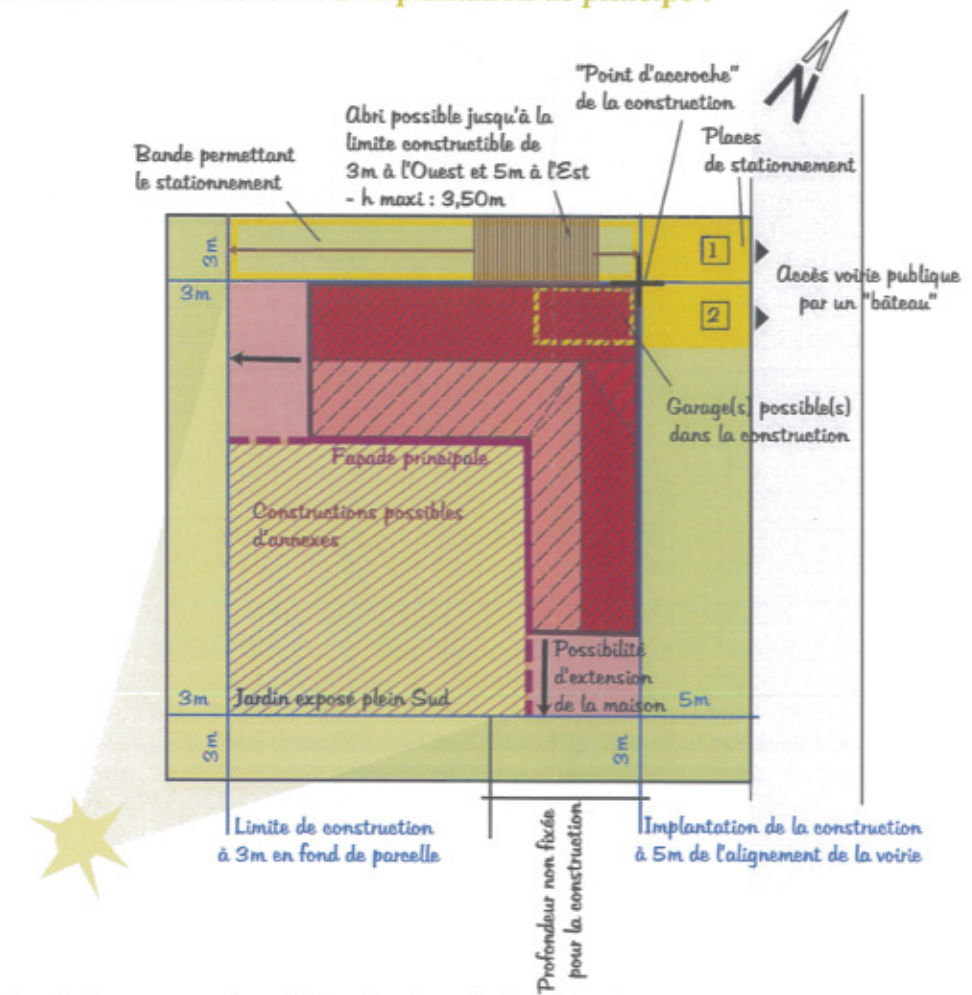 N
"Point d'accroche"
de la construction
Abri possible jusqu'à la
limite constructible de
3m à l'Ouest et 5m à l'Est
- h maxi : 3,50m
Places
de stationnement
Bande permettant
le stationnement
3m
1
Accès voirie publique
par un "bâteau"
3m
2
Garage(s) possible(s)
dans la construction
Façade principale
Constructions possibles
d'annexes
Possibilité
d'extension
de la maison
3m
Jardin exposé plein Sud
5m
3m
3m
Limite de construction
à 3m en fond de parcelle
Profondeur non fixée
pour la construction
Implantation de la construction
à 5m de l'alignement de la voirie